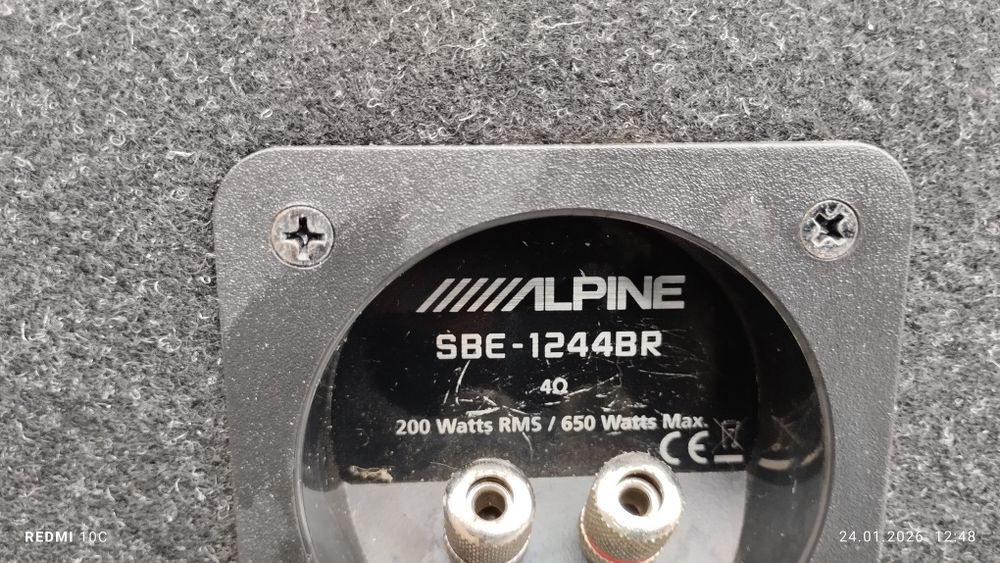 ALPINE
SBE-1244BR
4Ω
200 Watts RMS / 650 Watts Max.
CE
REDMI 10C
24.01.2026 12:48